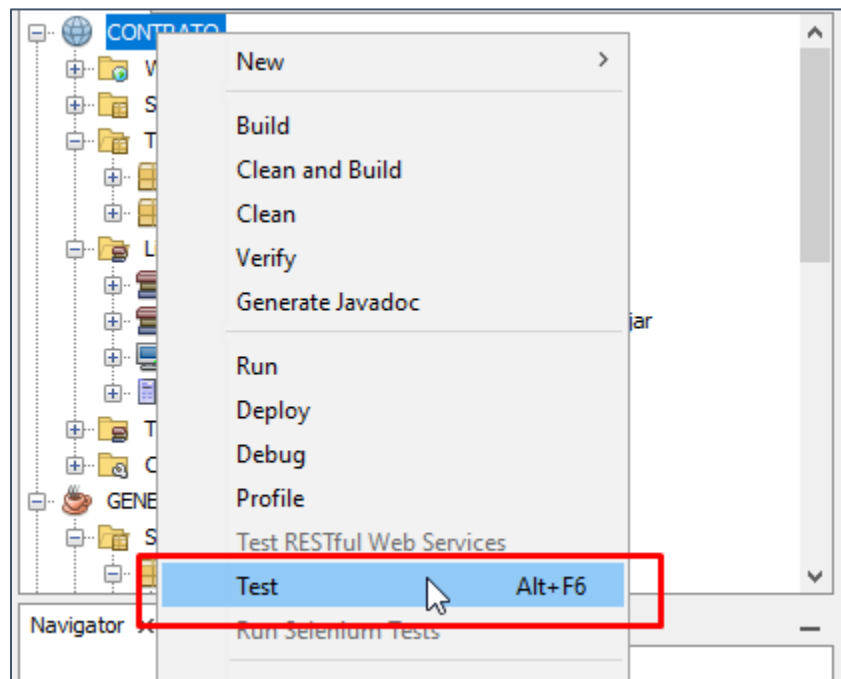 CONTRATO
New
Build
Clean and Build
Clean
Verify
Generate Javadoc
jar
Run
Deploy
Debug
Profile
Test RESTful Web Services
Test Alt+F6
Run Selenium Tests
Navigator